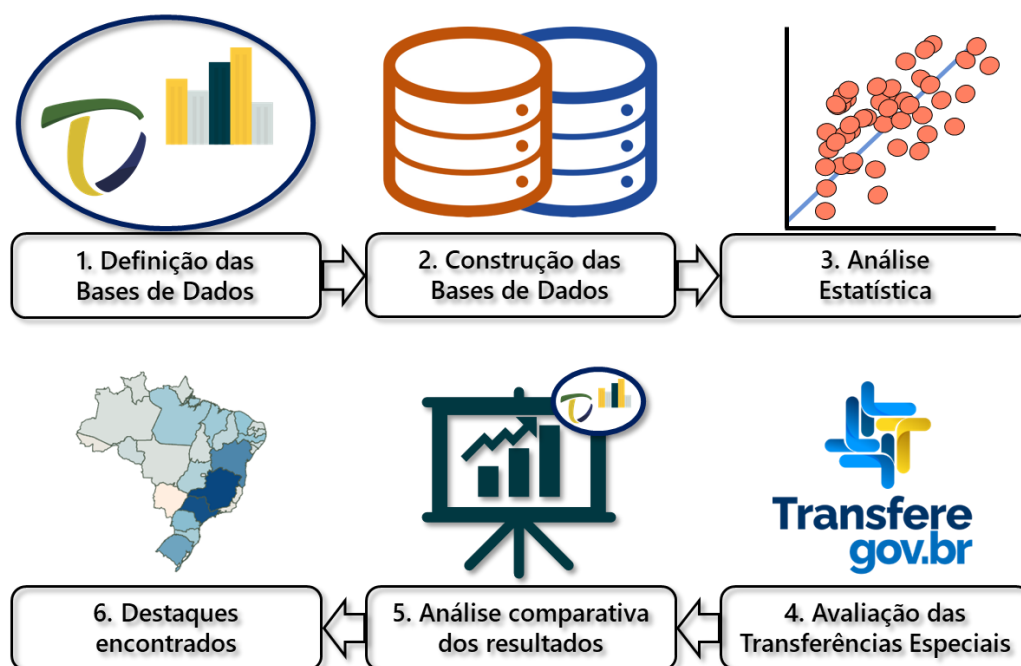 1. Definição das
Bases de Dados
2. Construção das
Bases de Dados
3. Análise
Estatística
Transfere
gov.br
4. Avaliação das
Transferências Especiais
5. Análise comparativa
dos resultados
6. Destaques
encontrados